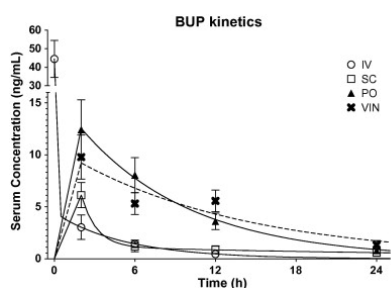 BUP kinetics
60
50
40
30
15
10
5
0
Serum Concentration (ng/mL)
IV
SC
PO
VIN
0
6
12
18
24
Time (h)